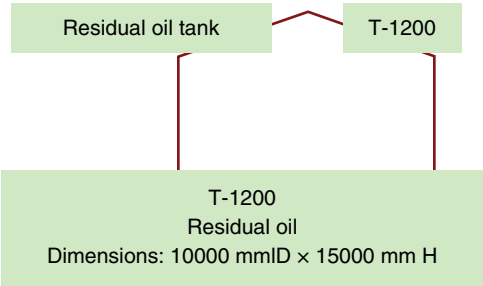 Residual oil tank
T-1200
T-1200
Residual oil
Dimensions: 10000 mmID × 15000 mm H